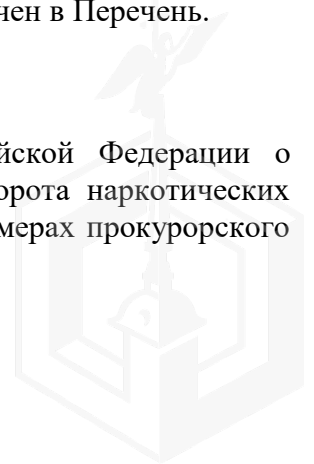 чен в Перечень.
йской Федерации о
орота наркотических
мерах прокурорского